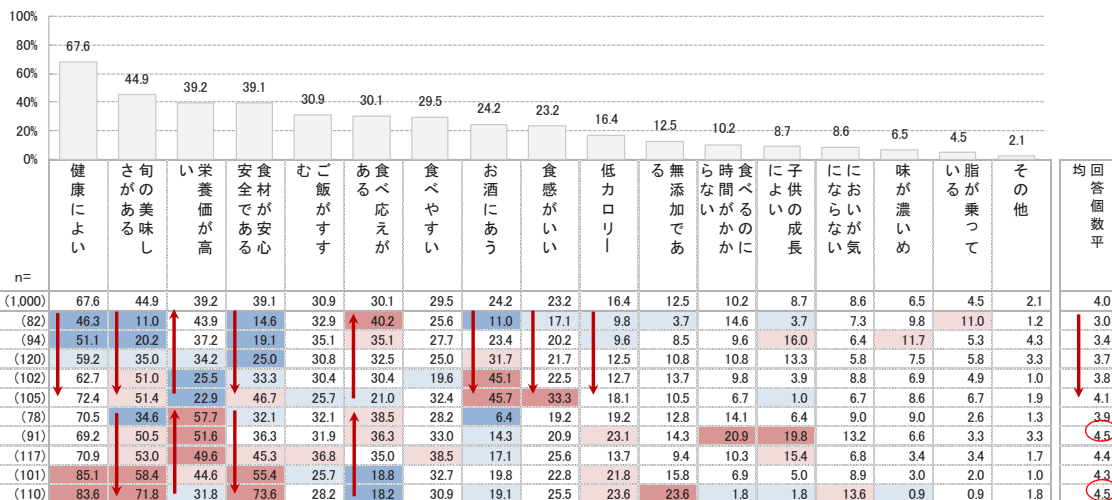 100%
80%
60%
40%
20%
0%
67.6 44.9 39.2 39.1 30.9 30.1 29.5 24.2 23.2 16.4 12.5 10.2 8.7 8.6 6.5 4.5 2.1
健康によい
旬の美味し
さがある
栄養価が高
い
食材が安心
安全である
ご飯がすす
む
食べ応えが
ある
食べやすい
お酒にあう
食感がいい
低カロリー
無添加であ
る
食べるのに
時間がかか
らない
子供の成長
によい
においが気
にならない
味が濃いめ
脂が乗って
いる
その他
回答個数平
均
n=
(1,000) 67.6 44.9 39.2 39.1 30.9 30.1 29.5 24.2 23.2 16.4 12.5 10.2 8.7 8.6 6.5 4.5 2.1 4.0
(82) 46.3 11.0 43.9 14.6 32.9 40.2 25.6 11.0 17.1 9.8 3.7 14.6 3.7 7.3 9.8 11.0 1.2 3.0
(94) 51.1 20.2 37.2 19.1 35.1 35.1 27.7 23.4 20.2 9.6 8.5 9.6 16.0 6.4 11.7 5.3 4.3 3.4
(120) 59.2 35.0 34.2 25.0 30.8 32.5 25.0 31.7 21.7 12.5 10.8 10.8 13.3 5.8 7.5 5.8 3.3 3.7
(102) 62.7 51.0 25.5 33.3 30.4 30.4 19.6 45.1 22.5 12.7 13.7 9.8 3.9 8.8 6.9 4.9 1.0 3.8
(105) 72.4 51.4 22.9 46.7 25.7 21.0 32.4 45.7 33.3 18.1 10.5 6.7 1.0 6.7 8.6 6.7 1.9 4.1
(78) 70.5 34.6 57.7 32.1 32.1 38.5 28.2 6.4 19.2 19.2 12.8 14.1 6.4 9.0 9.0 2.6 1.3 3.9
(91) 69.2 50.5 51.6 36.3 31.9 36.3 33.0 14.3 20.9 23.1 14.3 20.9 19.8 13.2 6.6 3.3 3.3 4.5
(117) 70.9 53.0 49.6 45.3 36.8 35.0 38.5 17.1 25.6 13.7 9.4 10.3 15.4 6.8 3.4 3.4 1.7 4.4
(101) 85.1 58.4 44.6 55.4 25.7 18.8 32.7 19.8 22.8 21.8 15.8 6.9 5.0 8.9 3.0 2.0 1.0 4.3
(110) 83.6 71.8 31.8 73.6 28.2 18.2 30.9 19.1 25.5 23.6 23.6 1.8 1.8 13.6 0.9 0.9 1.8 4.5